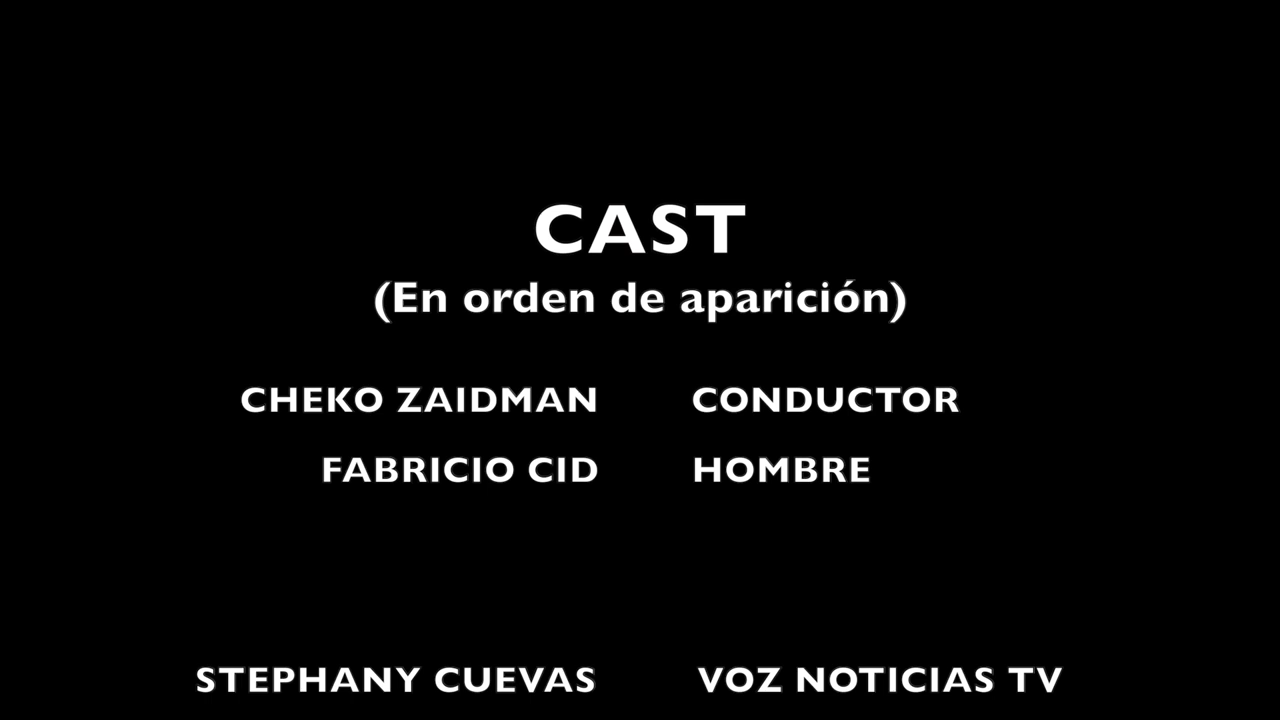 CAST
(En orden de aparición)
CHEKO ZAIDMAN CONDUCTOR
FABRICIO CID HOMBRE
STEPHANY CUEVAS VOZ NOTICIAS TV